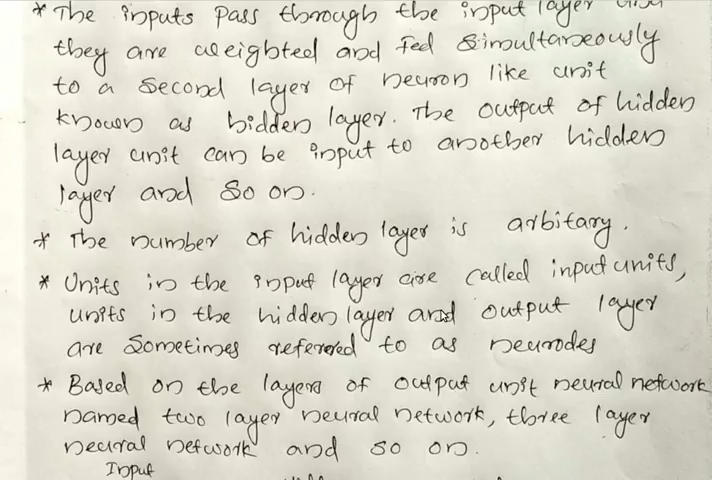 * The inputs pass through the input layer and
they are weighted and fed Simultaneously
to a Second layer of neuron like unit
known as hidden layer. The output of hidden
layer unit can be input to another hidden
layer and so on.
* The number of hidden layer is arbitary.
* Units in the input layer are called input units,
units in the hidden layer and output layer
are Sometimes refererd to as neurodes
* Based on the layers of output unit neural network
named two layer neural network, three layer
neural network and so on.
Input